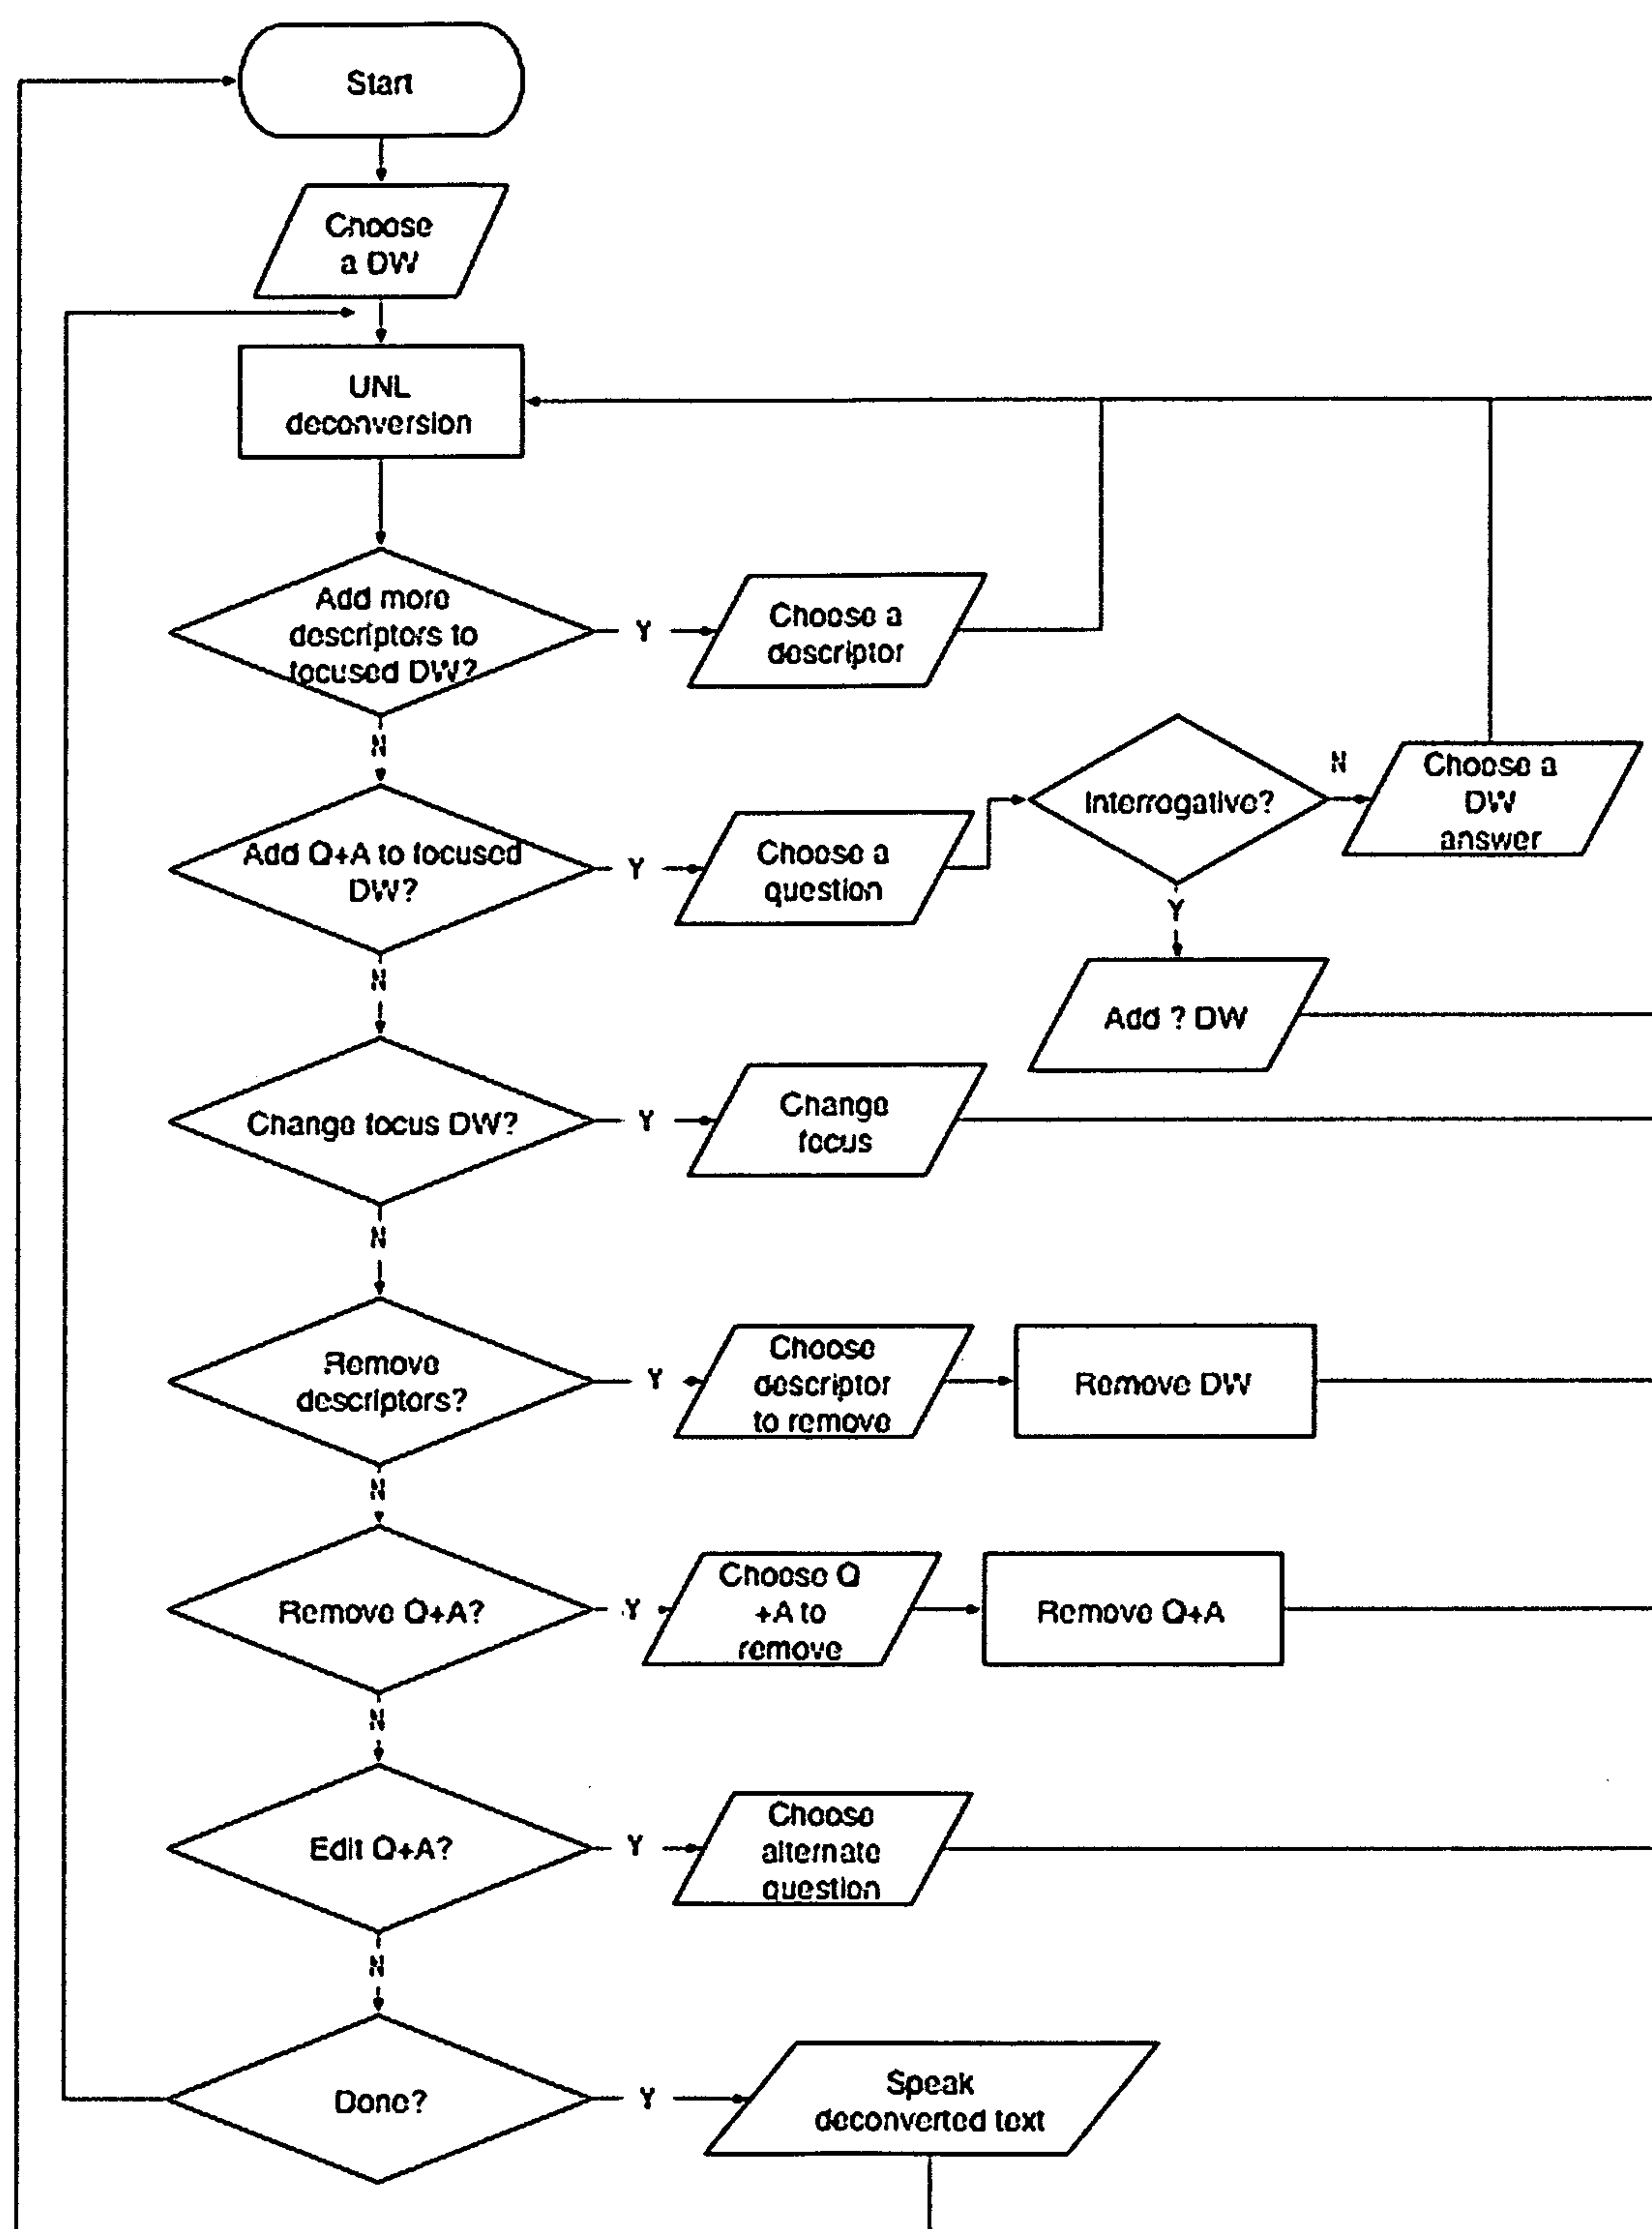 Start
Choose
a DW
UNL
deconversion
Add more
descriptors to
focused DW?
Y
Choose a
descriptor
N
Add Q+A to focused
DW?
Y
Choose a
question
Interrogative?
N
Choose a
DW
answer
Y
Add ? DW
N
Change focus DW?
Y
Change
focus
N
Remove
descriptors?
Y
Choose
descriptor
to remove
Remove DW
N
Remove Q+A?
Y
Choose Q
+A to
remove
Remove Q+A
N
Edit Q+A?
Y
Choose
alternate
question
N
Done?
Y
Speak
deconverted text